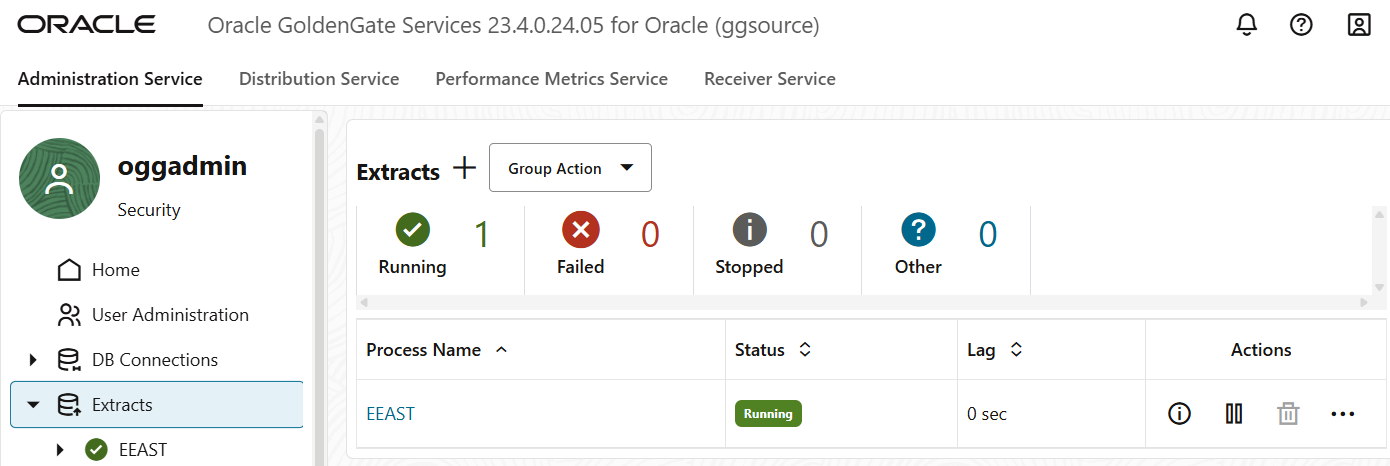 ORACLE Oracle GoldenGate Services 23.4.0.24.05 for Oracle (ggsource)
Administration Service Distribution Service Performance Metrics Service Receiver Service
oggadmin
Security
Home
User Administration
DB Connections
Extracts
EEAST
Extracts Group Action
1 0 0 0
Running Failed Stopped Other
Process Name Status Lag Actions
EEAST Running 0 sec